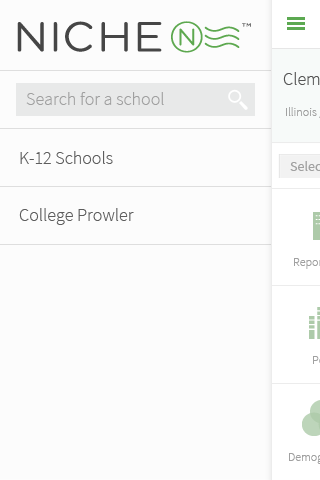 NICHE N ™
Search for a school
K-12 Schools
College Prowler
Clem
Illinois
Selec
Repor
P
Demog